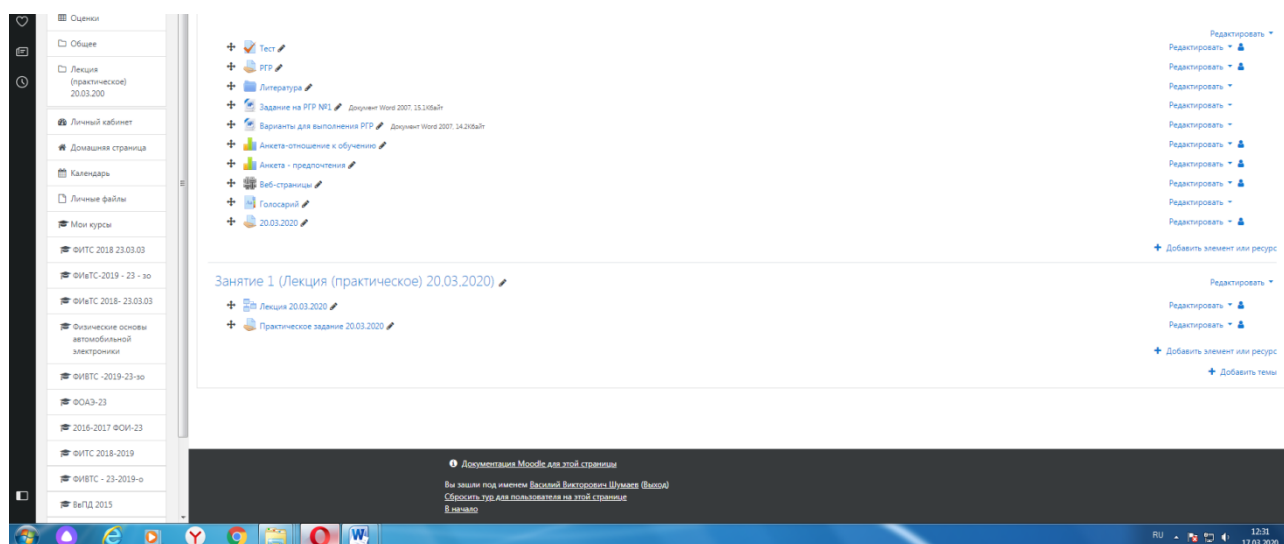 Оценки
Общее
Лекция
(практическое)
20.03.200
Личный кабинет
Домашняя страница
Календарь
Личные файлы
Мои курсы
ФИТС 2018 23.03.03
ФИвТС-2019 - 23 - зо
ФИвТС 2018- 23.03.03
Физические основы
автомобильной
электроники
ФИВТС -2019-23-зо
ФОАЭ-23
2016-2017 ФОИ-23
ФИТС 2018-2019
ФИВТС - 23-2019-о
ВеПД 2015
Редактировать
Тест Редактировать
РГР Редактировать
Литература Редактировать
Задание на РГР №1 Документ Word 2007, 15.1Кбайт Редактировать
Варианты для выполнения РГР Документ Word 2007, 14.2Кбайт Редактировать
Анкета-отношение к обучению Редактировать
Анкета - предпочтения Редактировать
Веб-страницы Редактировать
Голосарий Редактировать
20.03.2020 Редактировать
Добавить элемент или ресурс
Занятие 1 (Лекция (практическое) 20.03.2020) Редактировать
Лекция 20.03.2020 Редактировать
Практическое задание 20.03.2020 Редактировать
Добавить элемент или ресурс
Добавить темы
Документация Moodle для этой страницы
Вы зашли под именем Василий Викторович Шумаев (Выход)
Сбросить тур для пользователя на этой странице
В начало
RU 12:31
17.03.2020